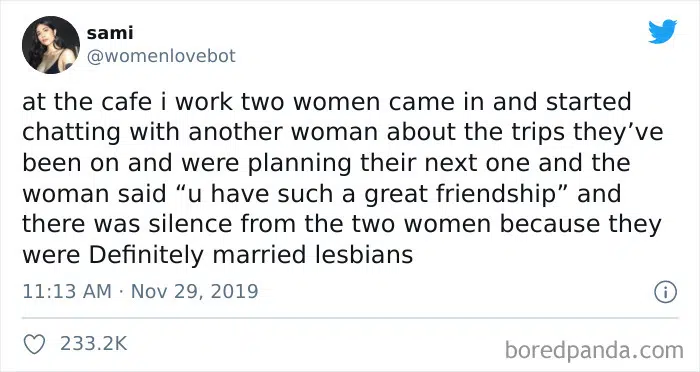 sami
@womenlovebot
at the cafe i work two women came in and started
chatting with another woman about the trips they’ve
been on and were planning their next one and the
woman said “u have such a great friendship” and
there was silence from the two women because they
were Definitely married lesbians
11:13 AM · Nov 29, 2019
233.2K
boredpanda.com